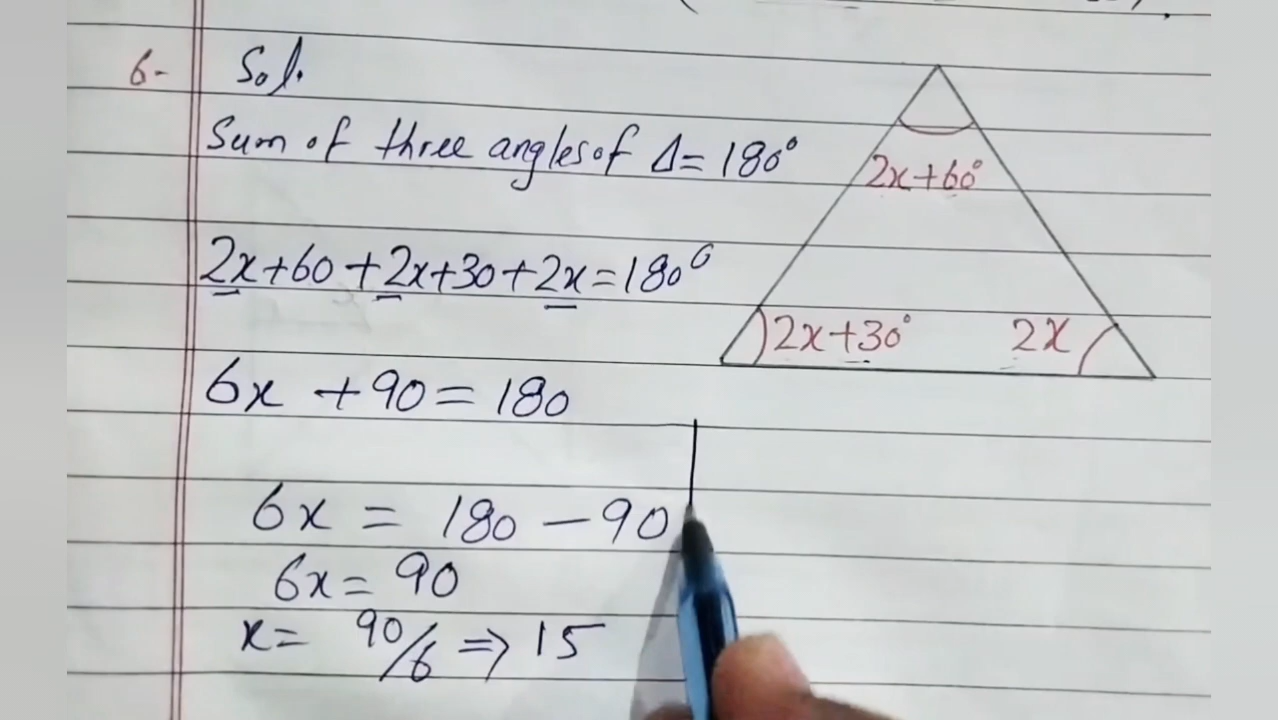 6- Sol.
Sum of three angles of Δ = 180°
2x+60°
2x+60+2x+30+2x=180°
2x+30°
2x
6x +90=180
6x = 180 -90
6x= 90
x= 90/6 ⇒ 15